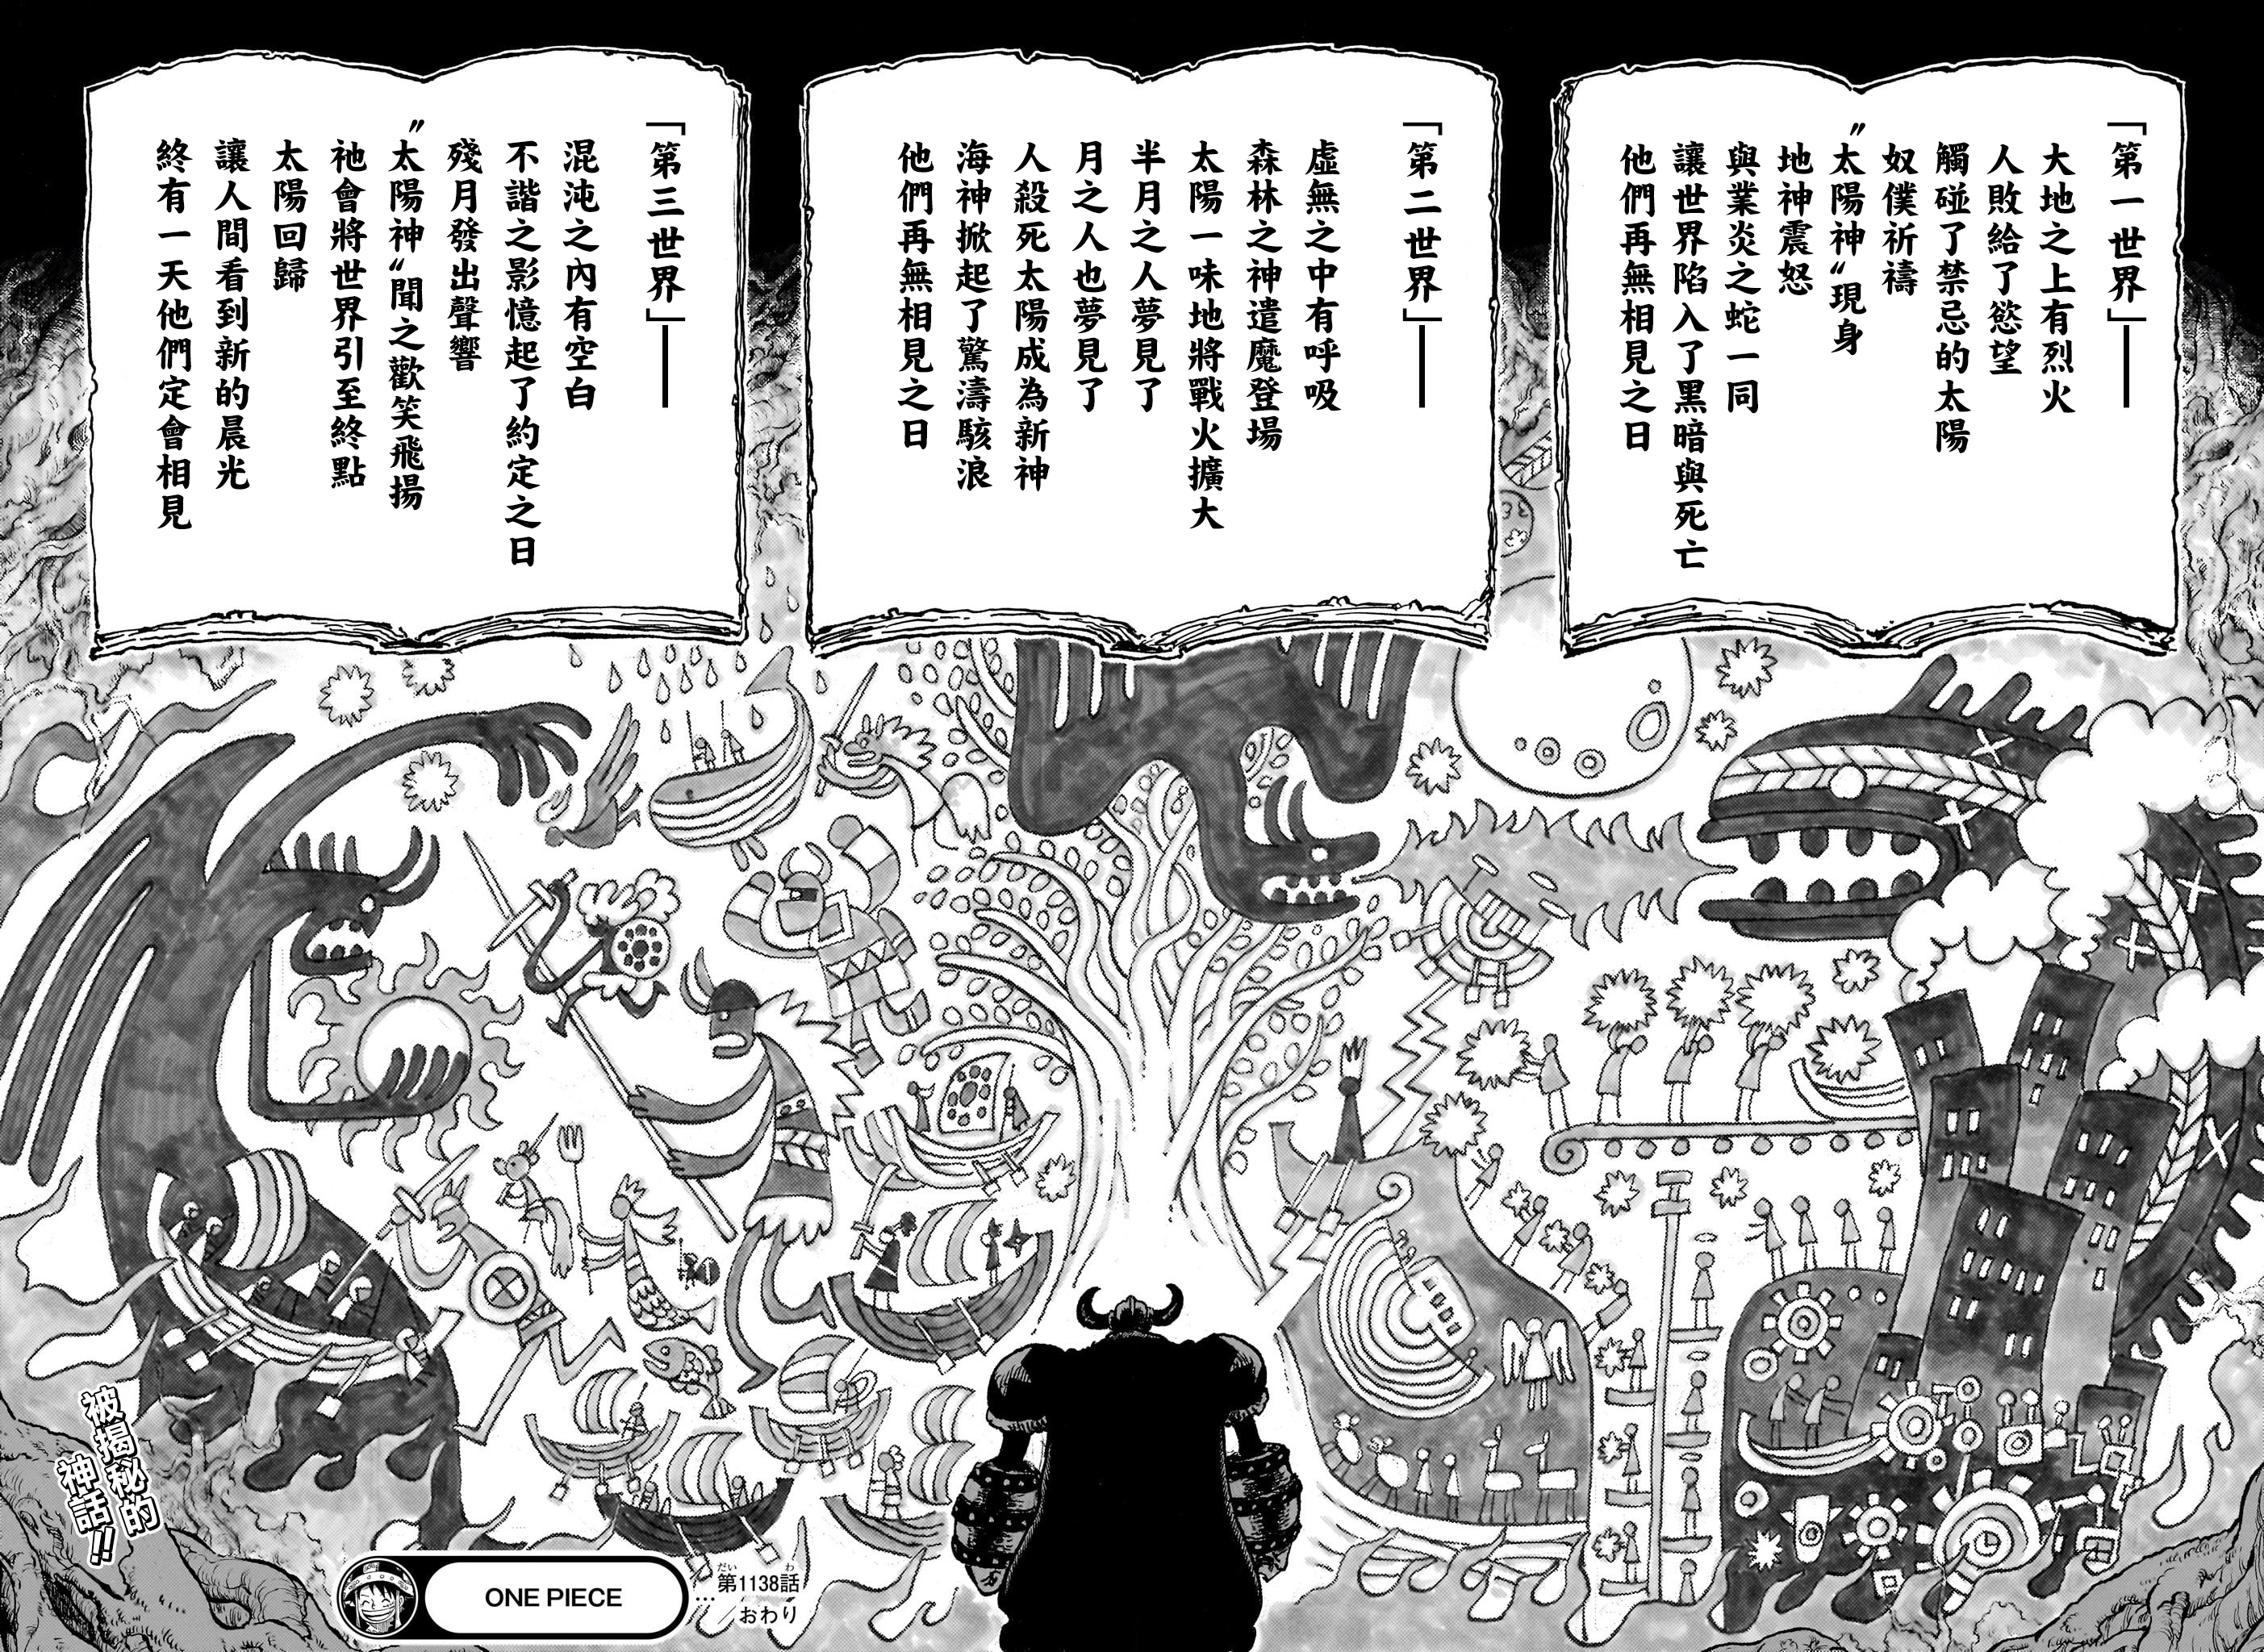 「第一世界」——
大地之上有烈火
人敗給了慾望
觸碰了禁忌的太陽
奴僕祈禱
〝太陽神〞現身
地神震怒
與業炎之蛇一同
讓世界陷入了黑暗與死亡
他們再無相見之日
「第二世界」——
虛無之中有呼吸
森林之神遣魔登場
太陽一味地將戰火擴大
半月之人夢見了
月之人也夢見了
人殺死太陽成為新神
海神掀起了驚濤駭浪
他們再無相見之日
「第三世界」——
混沌之內有空白
不諧之影憶起了約定之日
殘月發出聲響
〝太陽神〞聞之歡笑飛揚
祂會將世界引至終點
太陽回歸
讓人間看到新的晨光
終有一天他們定會相見
被揭秘的
神話!!
ONE PIECE
…
第1138話
だい わ
おわり